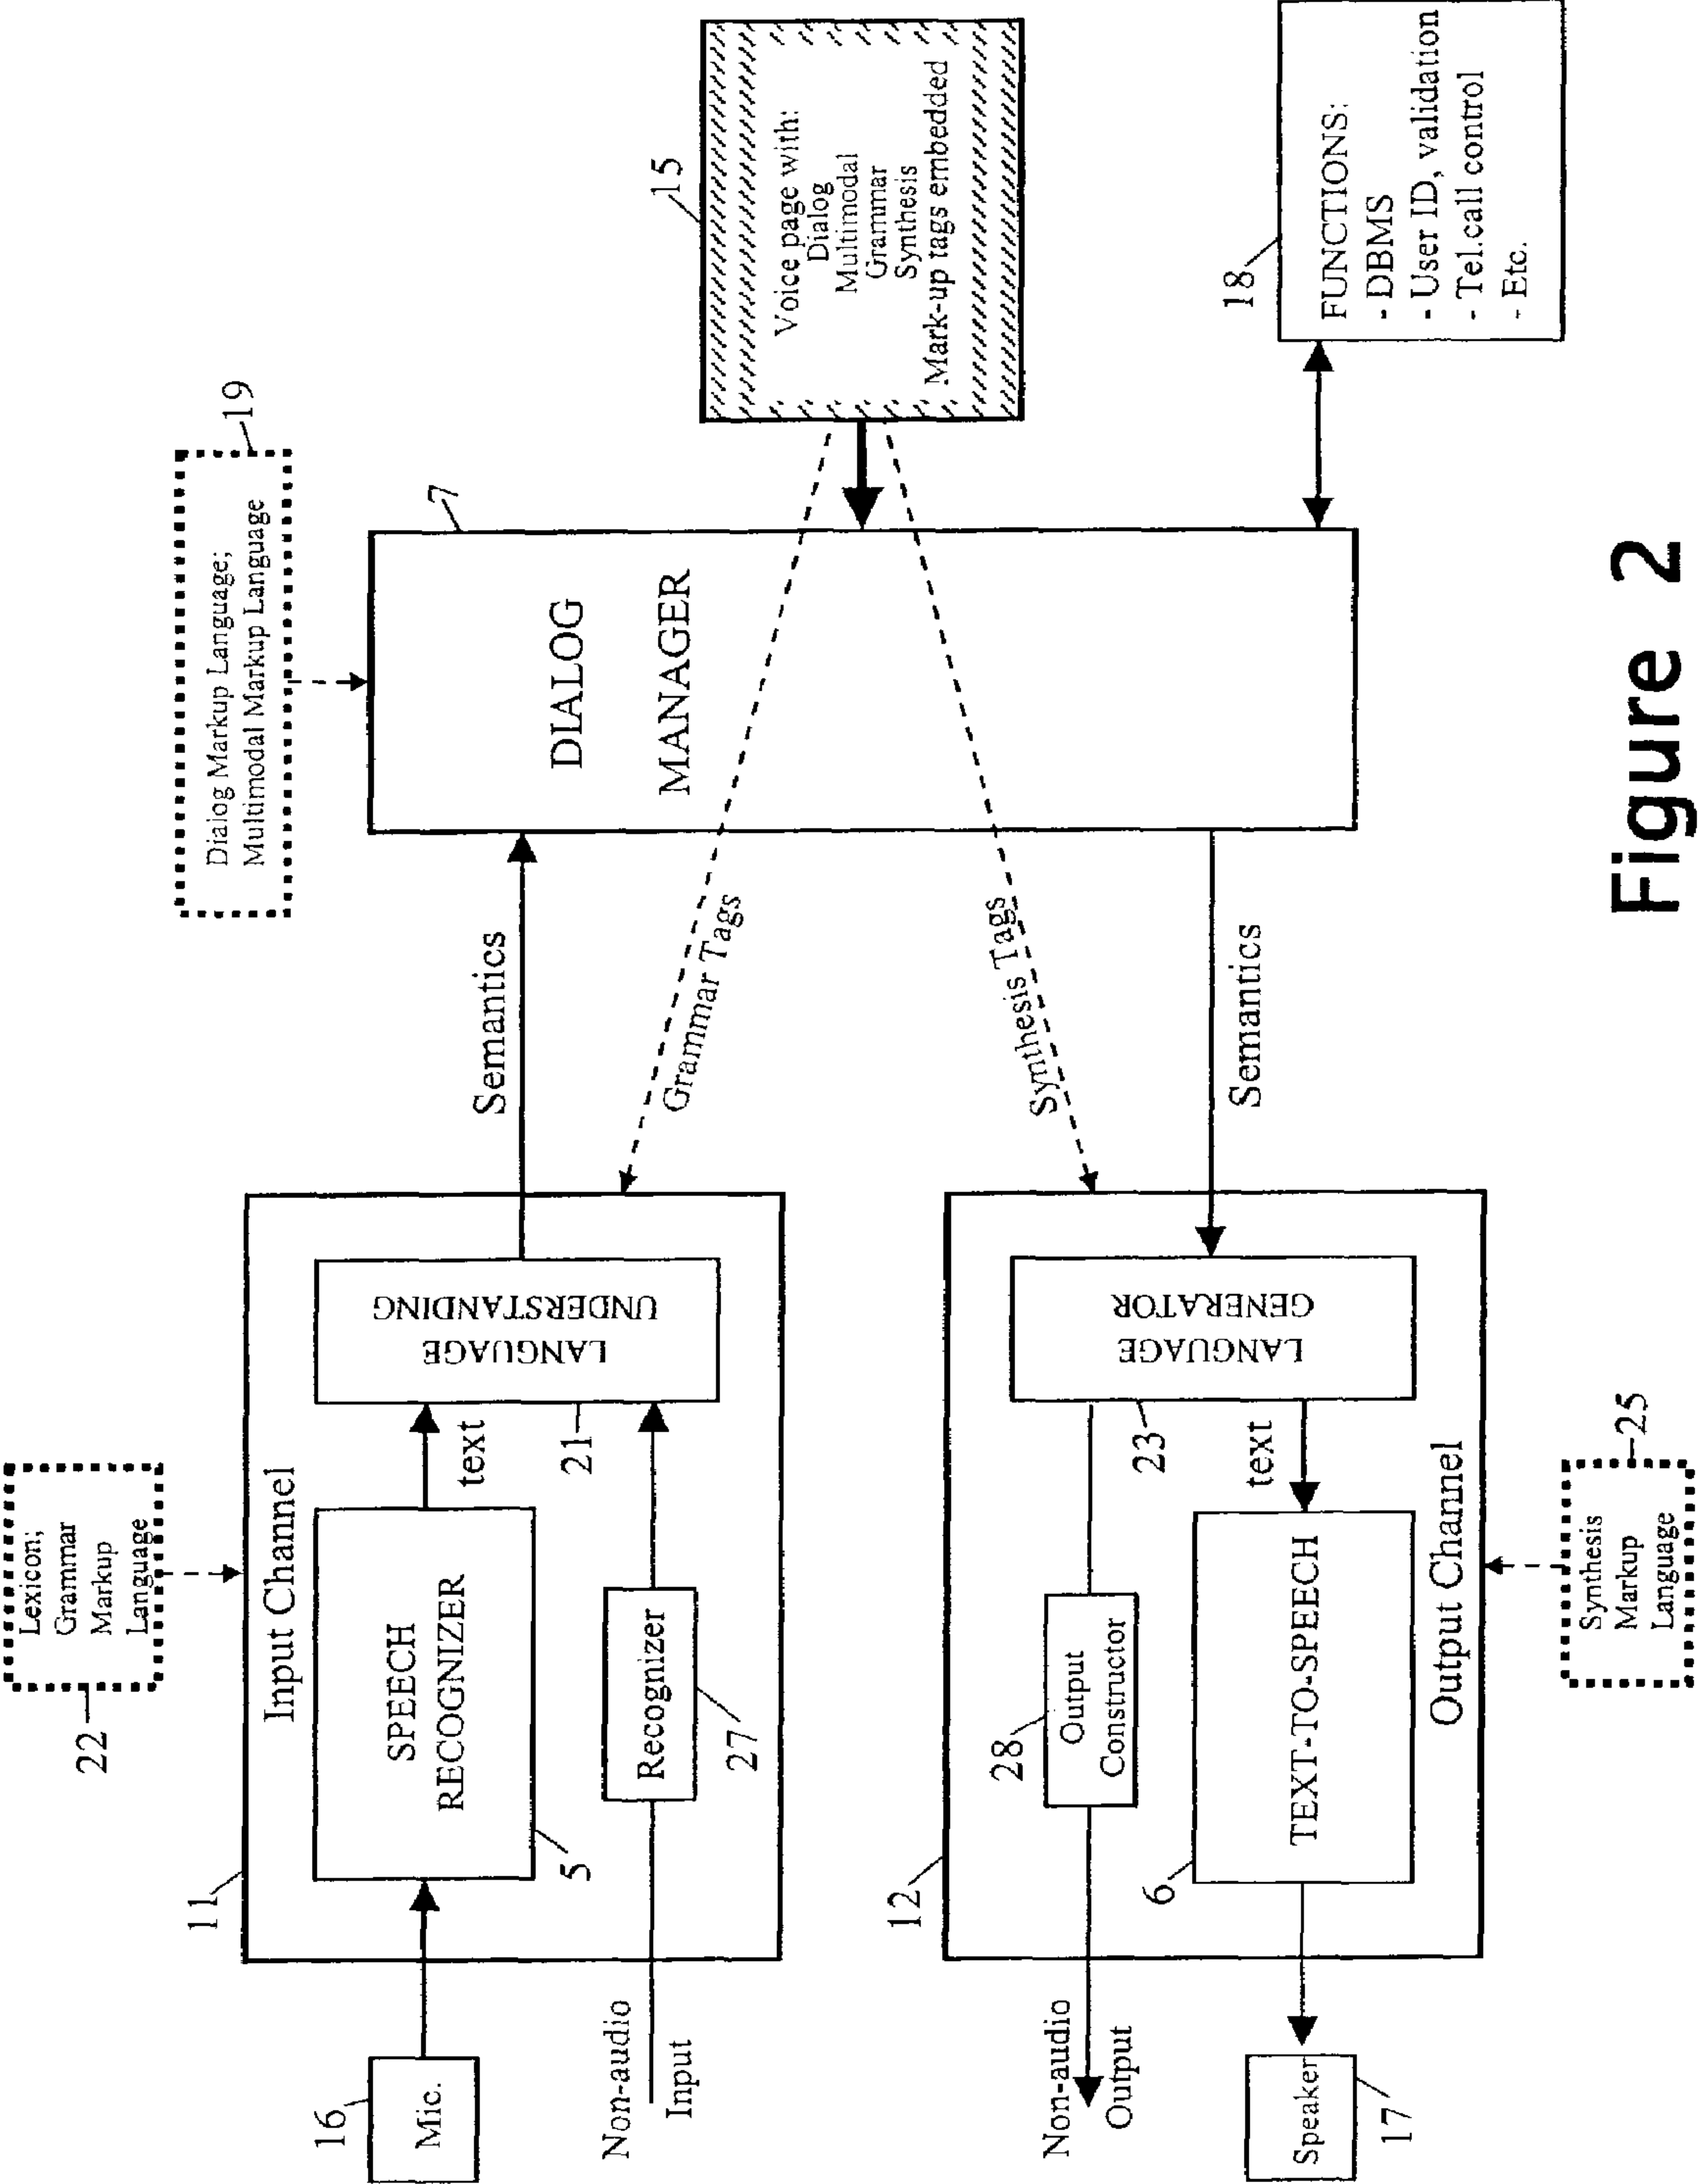 22
Lexicon;
Grammar
Markup
Language
Dialog Markup Language;
Multimodal Markup Language
19
11
Input Channel
16
Mic.
SPEECH
RECOGNIZER
5
text
LANGUAGE
UNDERSTANDING
21
Non-audio
Input
Recognizer
27
Semantics
Grammar Tags
7
DIALOG
MANAGER
15
Voice page with:
Dialog
Multimodal
Grammar
Synthesis
Mark-up tags embedded
12
Non-audio
Output
28
Output
Constructor
23
LANGUAGE
GENERATOR
Synthesis Tags
Semantics
text
6
TEXT-TO-SPEECH
Speaker
17
Output Channel
Synthesis
Markup
Language
25
18
FUNCTIONS:
- DBMS
- User ID, validation
- Tel.call control
- Etc.
Figure 2